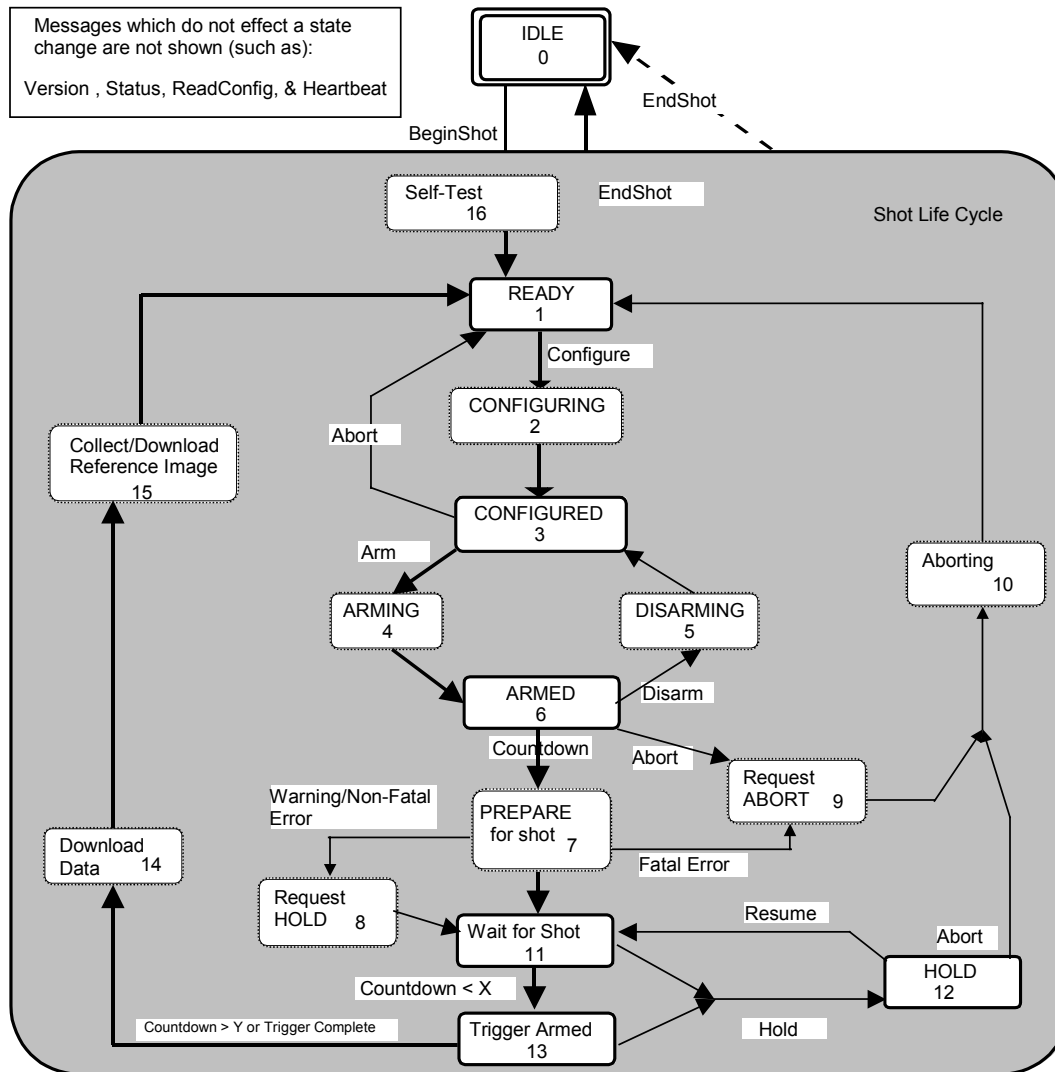 Messages which do not effect a state
change are not shown (such as):
Version , Status, ReadConfig, & Heartbeat
IDLE
0
EndShot
BeginShot
Self-Test
16
EndShot
Shot Life Cycle
READY
1
Configure
CONFIGURING
2
Abort
Collect/Download
Reference Image
15
CONFIGURED
3
Arm
Aborting
10
ARMING
4
DISARMING
5
ARMED
6
Disarm
Countdown
Abort
Request
ABORT 9
Warning/Non-Fatal
Error
PREPARE
for shot 7
Fatal Error
Download
Data 14
Request
HOLD 8
Resume
Wait for Shot
11
Abort
HOLD
12
Countdown < X
Hold
Countdown > Y or Trigger Complete
Trigger Armed
13